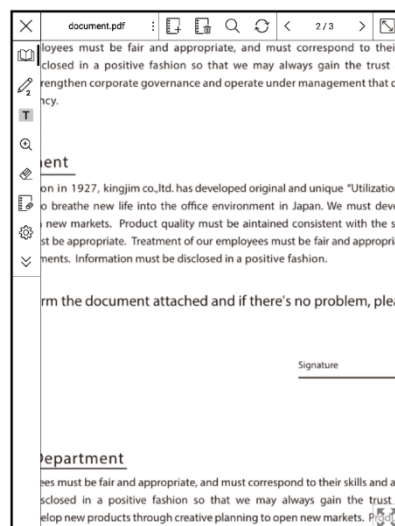 document.pdf
2 / 3
loyees must be fair and appropriate, and must correspond to thei
closed in a positive fashion so that we may always gain the trust
rengthen corporate governance and operate under management that
ncy.
2
T
ent
on in 1927, kingjim co.,ltd. has developed original and unique “Utilizatio
o breathe new life into the office environment in Japan. We must deve
new markets. Product quality must be aintained consistent with the s
st be appropriate. Treatment of our employees must be fair and appropri
ments. Information must be disclosed in a positive fashion.
rm the document attached and if there's no problem, plea
Signature
Department
ees must be fair and appropriate, and must correspond to their skills and a
sclosed in a positive fashion so that we may always gain the trust
elop new products through creative planning to open new markets.